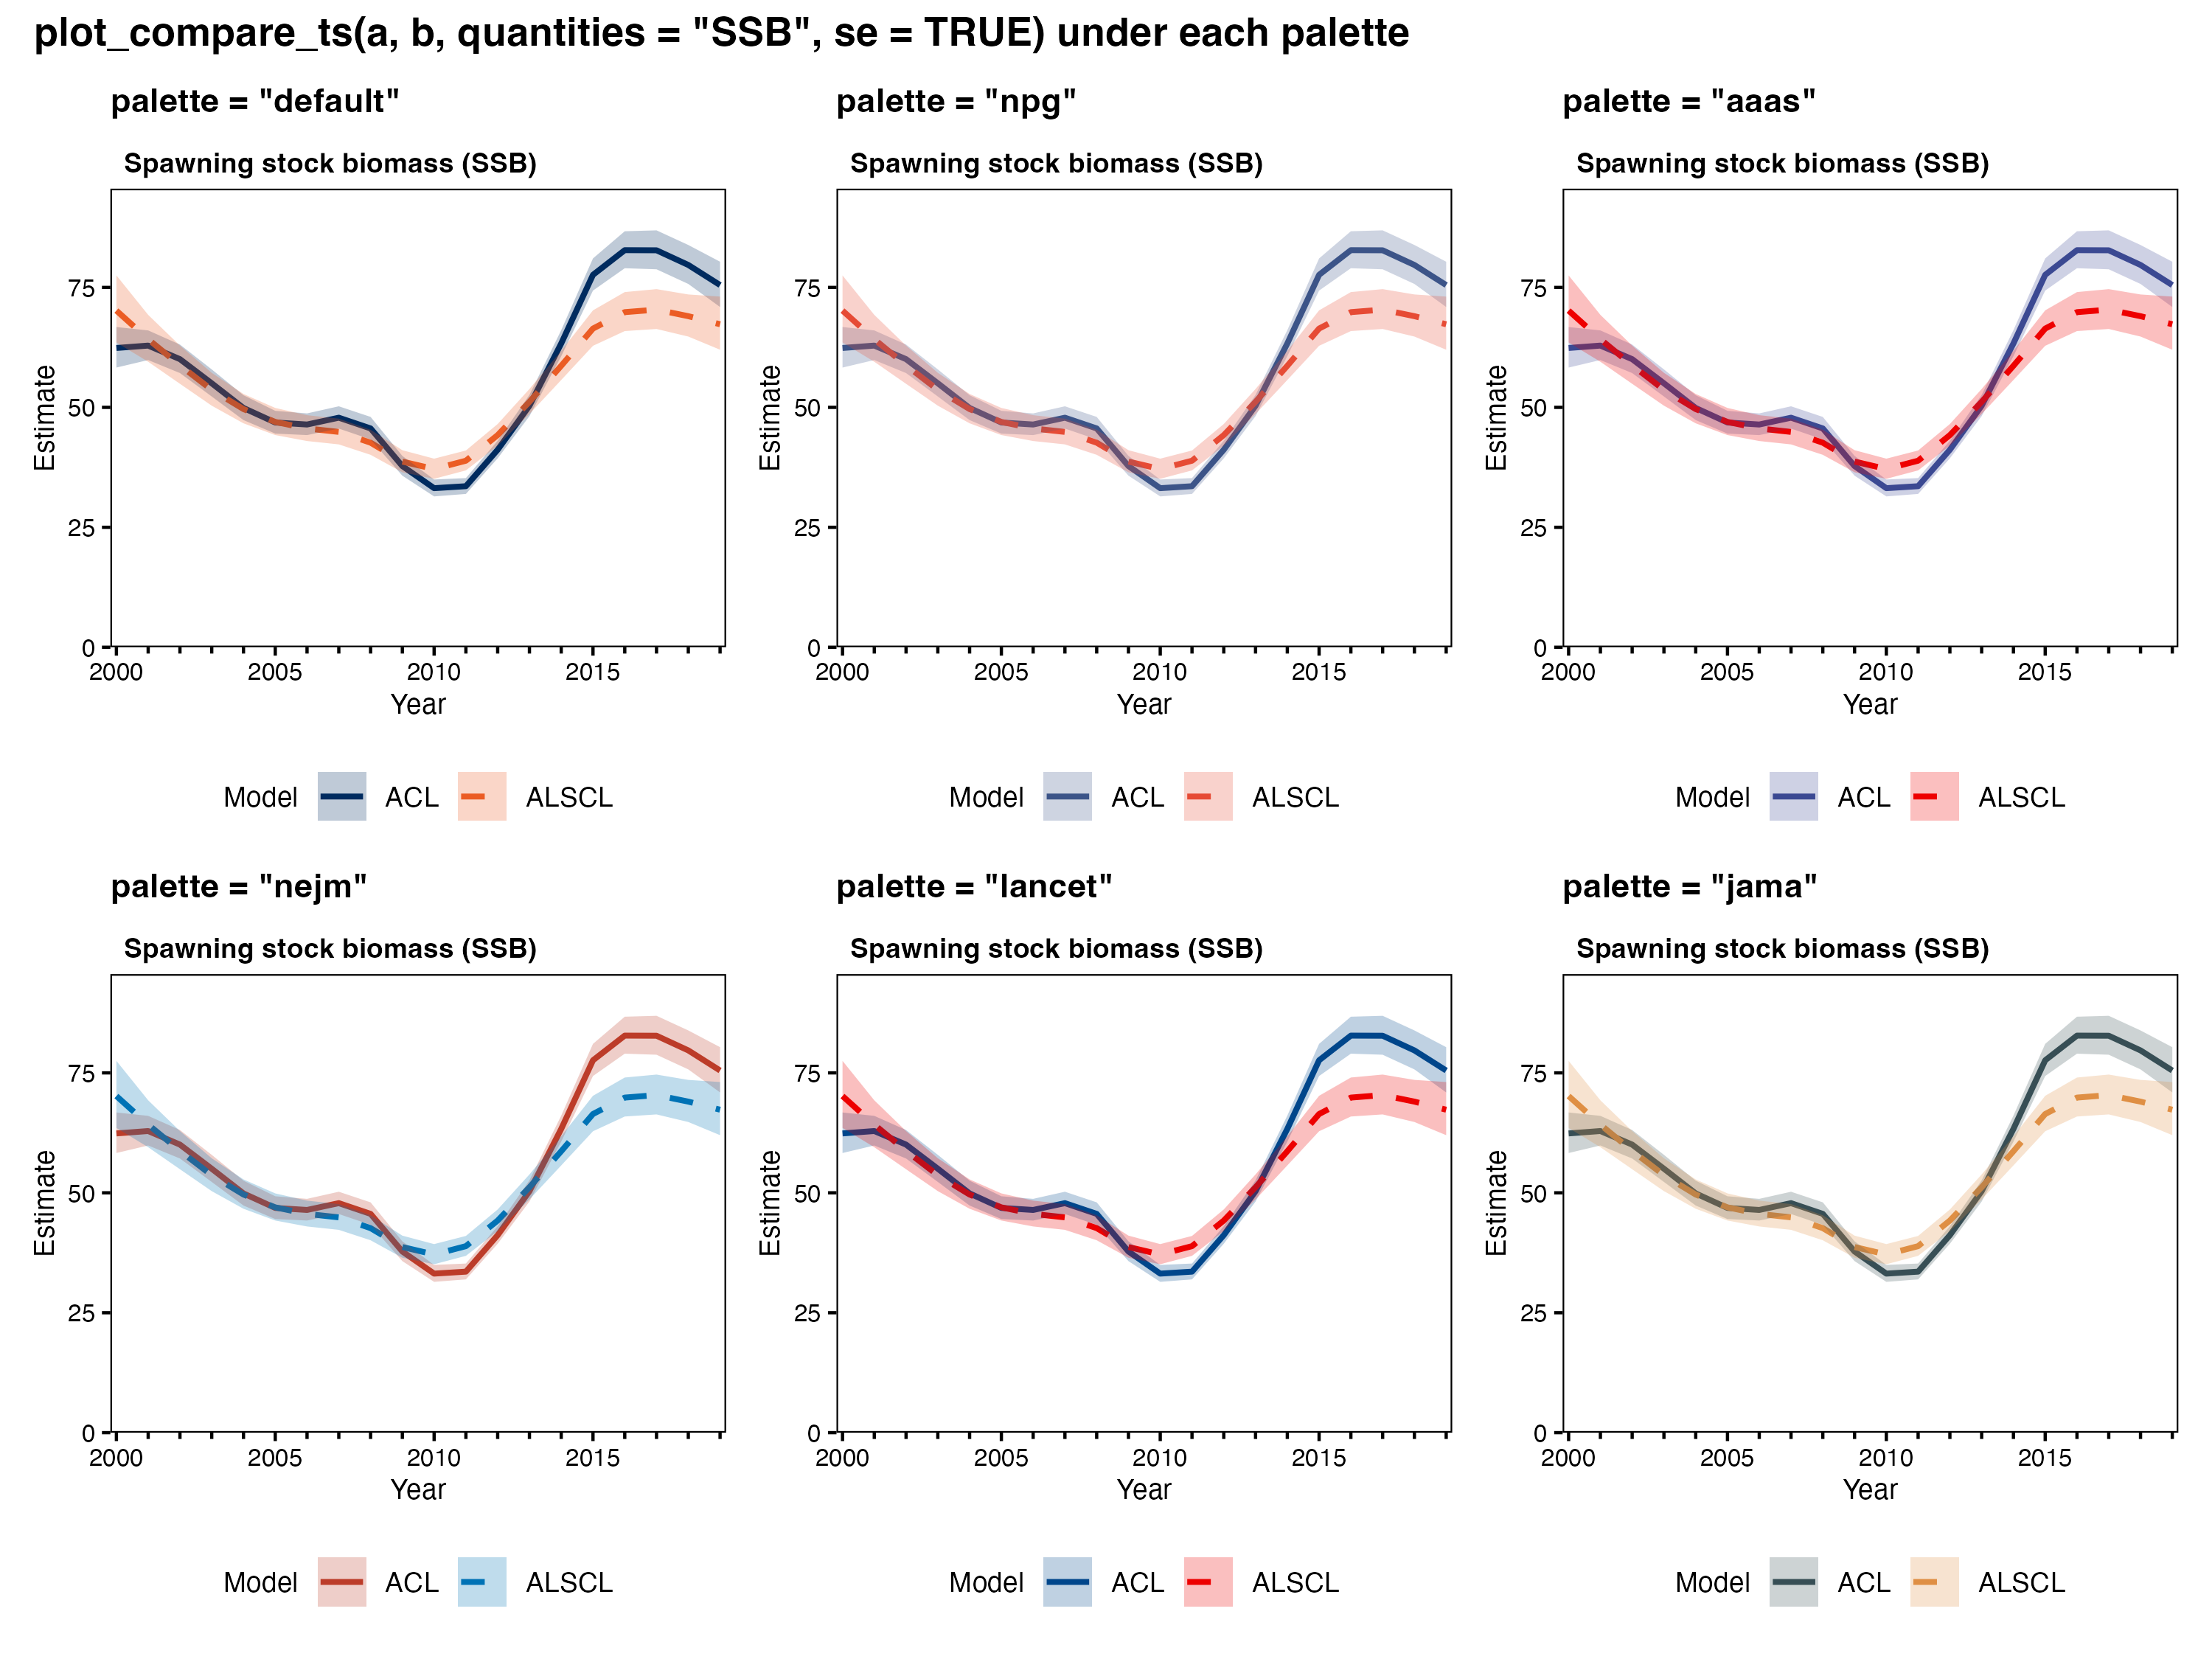 plot_compare_ts(a, b, quantities = "SSB", se = TRUE) under each palette
palette = "default"
Spawning stock biomass (SSB)
Estimate
75
50
25
0
2000 2005 2010 2015
Year
Model ACL ALSCL
palette = "npg"
Spawning stock biomass (SSB)
Estimate
75
50
25
0
2000 2005 2010 2015
Year
Model ACL ALSCL
palette = "aaas"
Spawning stock biomass (SSB)
Estimate
75
50
25
0
2000 2005 2010 2015
Year
Model ACL ALSCL
palette = "nejm"
Spawning stock biomass (SSB)
Estimate
75
50
25
0
2000 2005 2010 2015
Year
Model ACL ALSCL
palette = "lancet"
Spawning stock biomass (SSB)
Estimate
75
50
25
0
2000 2005 2010 2015
Year
Model ACL ALSCL
palette = "jama"
Spawning stock biomass (SSB)
Estimate
75
50
25
0
2000 2005 2010 2015
Year
Model ACL ALSCL